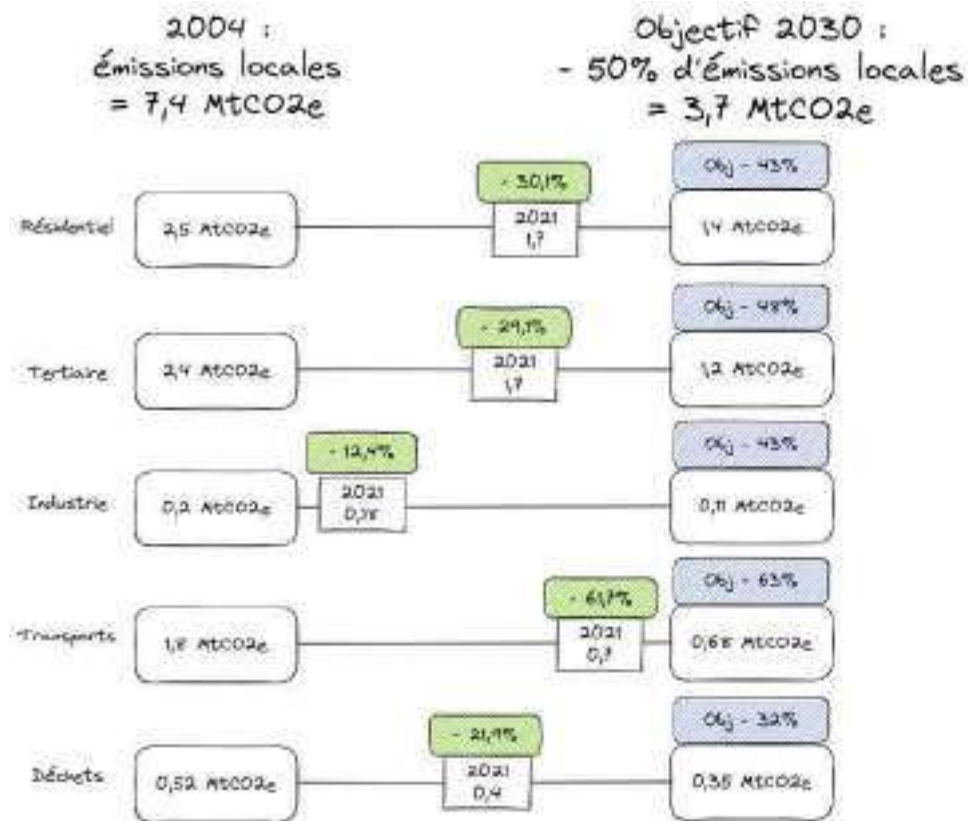 2004 :
émissions locales
= 7,4 MtCO2e
Objectif 2030 :
- 50% d'émissions locales
= 3,7 MtCO2e
Résidentiel
2,5 MtCO2e
- 30,1%
2021
1,7
Obj - 43%
1,4 MtCO2e
Tertiaire
2,4 MtCO2e
- 29,1%
2021
1,7
Obj - 48%
1,2 MtCO2e
Industrie
0,2 MtCO2e
- 12,4%
2021
0,18
Obj - 43%
0,11 MtCO2e
Transports
1,8 MtCO2e
- 61,7%
2021
0,7
Obj - 63%
0,68 MtCO2e
Déchets
0,52 MtCO2e
- 21,9%
2021
0,4
Obj - 32%
0,35 MtCO2e